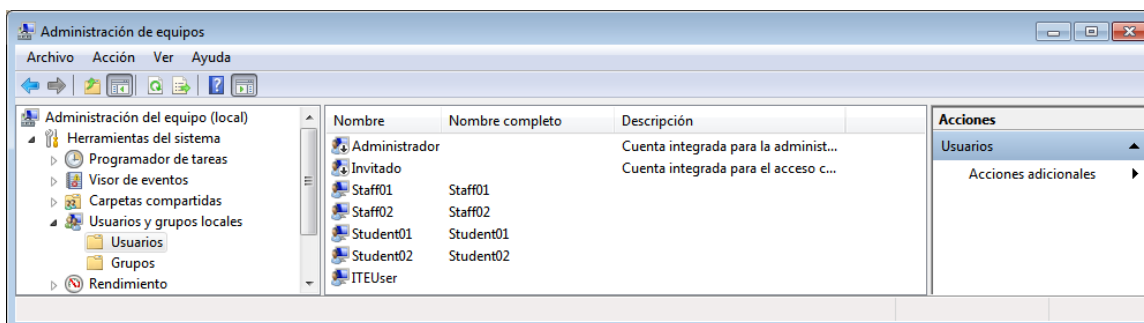 Administración de equipos
Archivo Acción Ver Ayuda
Administración del equipo (local)
Herramientas del sistema
Programador de tareas
Visor de eventos
Carpetas compartidas
Usuarios y grupos locales
Usuarios
Grupos
Rendimiento
Nombre Nombre completo Descripción
Administrador Cuenta integrada para la administ...
Invitado Cuenta integrada para el acceso c...
Staff01 Staff01
Staff02 Staff02
Student01 Student01
Student02 Student02
ITEUser
Acciones
Usuarios
Acciones adicionales